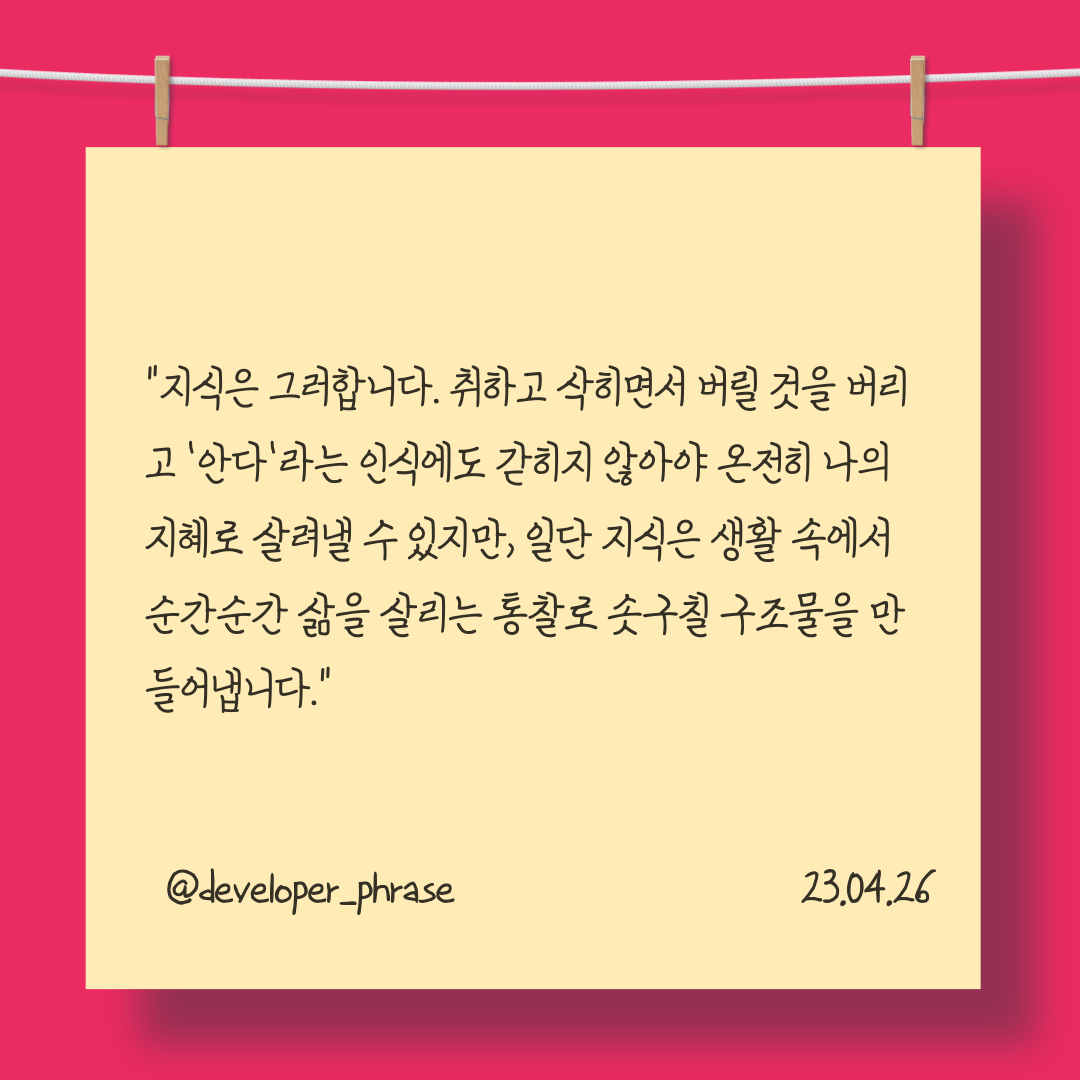 "지식은 그러합니다. 취하고 삭히면서 버릴 것을 버리
고 '안다'라는 인식에도 갇히지 않아야 온전히 나의
지혜로 살려낼 수 있지만, 일단 지식은 생활 속에서
순간순간 삶을 살리는 통찰로 솟구칠 구조물을 만
들어냅니다."
@developer_phrase
23.04.26